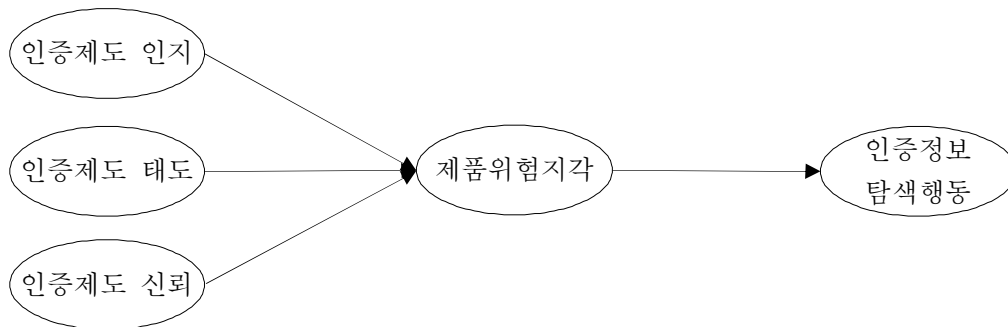 인증제도 인지
인증제도 태도
인증제도 신뢰
제품위험지각
인증정보
탐색행동